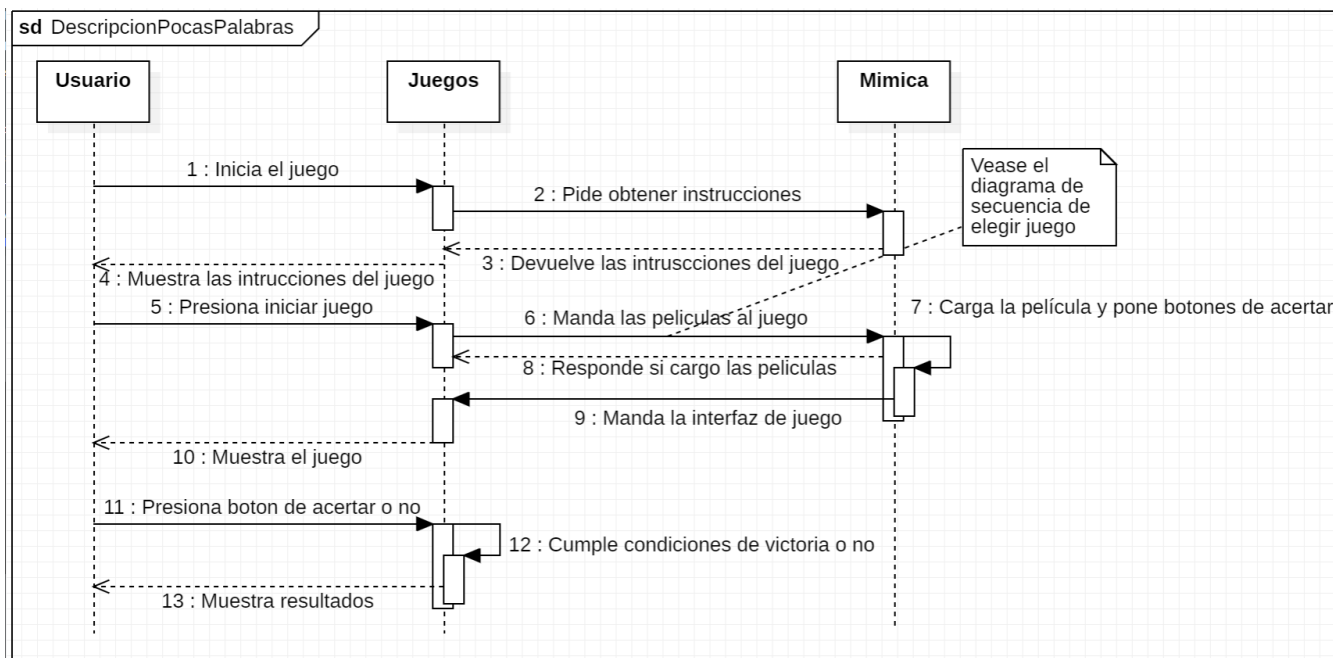 sd DescripcionPocasPalabras
Usuario
Juegos
Mimica
Vease el
diagrama de
secuencia de
elegir juego
1 : Inicia el juego
2 : Pide obtener instrucciones
3 : Devuelve las intruscciones del juego
4 : Muestra las intrucciones del juego
5 : Presiona iniciar juego
6 : Manda las peliculas al juego
7 : Carga la película y pone botones de acertar
8 : Responde si cargo las peliculas
9 : Manda la interfaz de juego
10 : Muestra el juego
11 : Presiona boton de acertar o no
12 : Cumple condiciones de victoria o no
13 : Muestra resultados